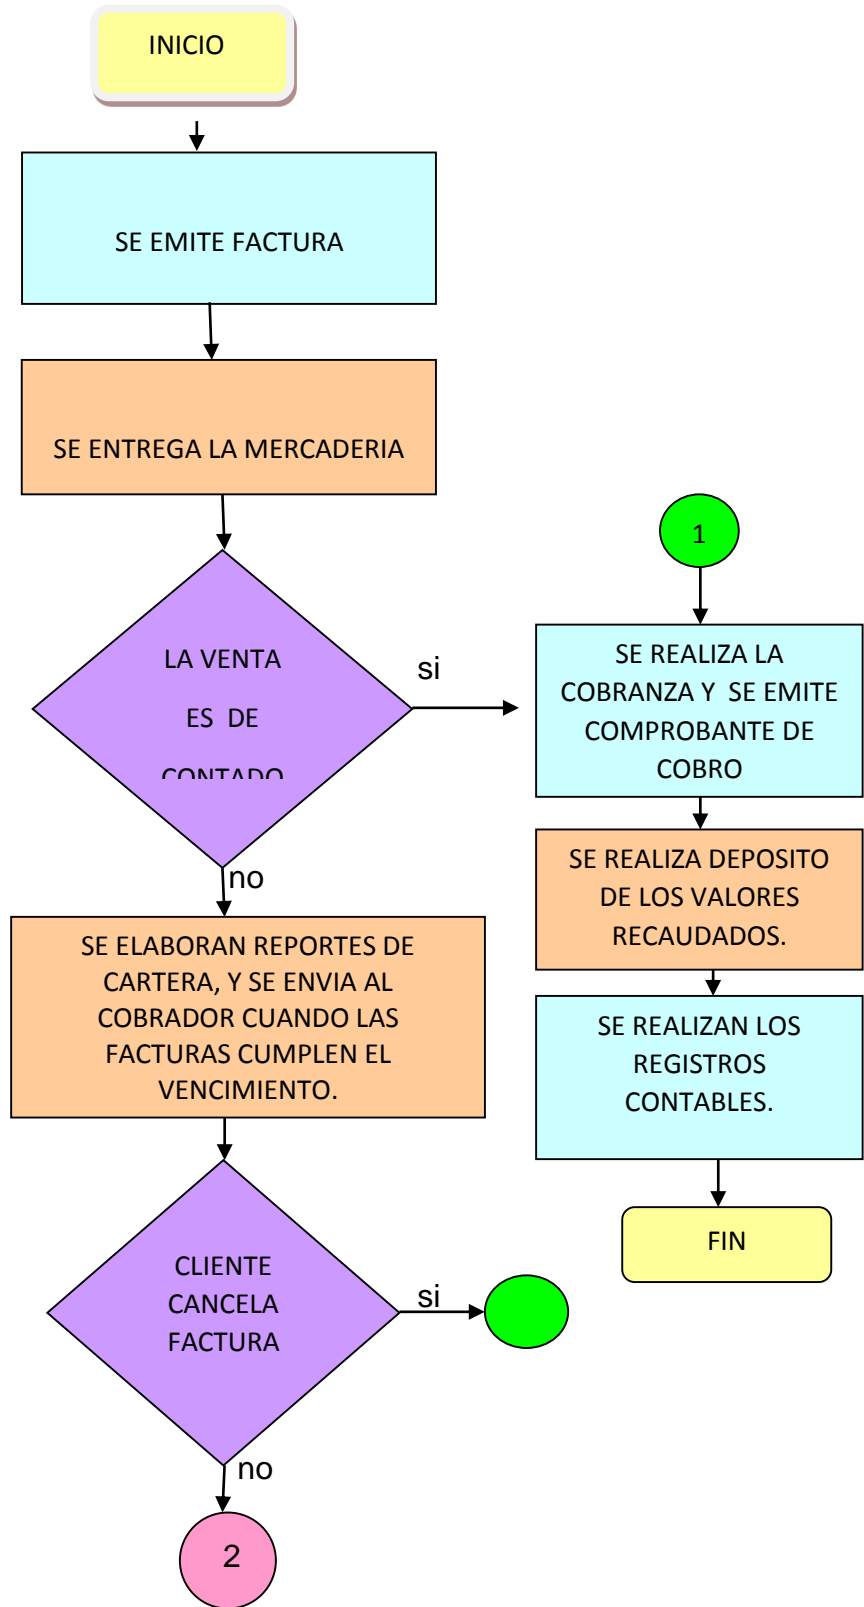 INICIO
SE EMITE FACTURA
SE ENTREGA LA MERCADERIA
LA VENTA
ES DE
CONTADO
si
no
SE ELABORAN REPORTES DE
CARTERA, Y SE ENVIA AL
COBRADOR CUANDO LAS
FACTURAS CUMPLEN EL
VENCIMIENTO.
CLIENTE
CANCELA
FACTURA
si
no
2
1
SE REALIZA LA
COBRANZA Y SE EMITE
COMPROBANTE DE
COBRO
SE REALIZA DEPOSITO
DE LOS VALORES
RECAUDADOS.
SE REALIZAN LOS
REGISTROS
CONTABLES.
FIN